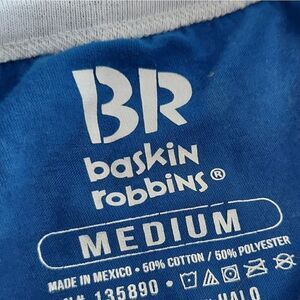 BR
baskin
robbins®
MEDIUM
MADE IN MEXICO • 50% COTTON / 50% POLYESTER
135890 •